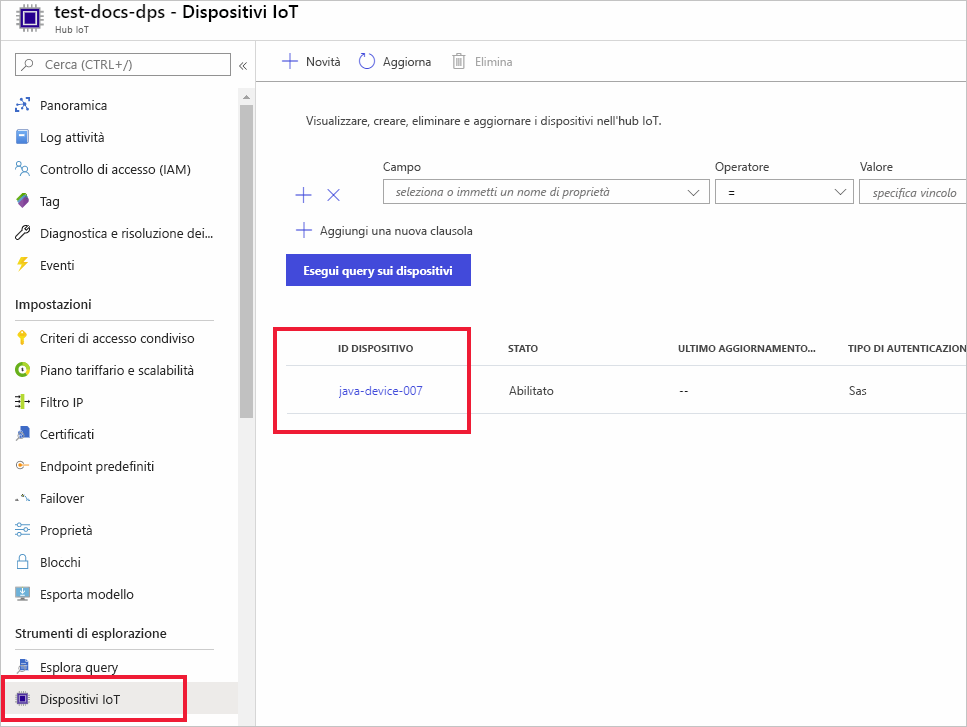 test-docs-dps - Dispositivi IoT
Hub IoT
Cerca (CTRL+/)
«
Panoramica
Log attività
Controllo di accesso (IAM)
Tag
Diagnostica e risoluzione dei...
Eventi
Impostazioni
Criteri di accesso condiviso
Piano tariffario e scalabilità
Filtro IP
Certificati
Endpoint predefiniti
Failover
Proprietà
Blocchi
Esporta modello
Strumenti di esplorazione
Esplora query
Dispositivi IoT
Novità Aggiorna Elimina
Visualizzare, creare, eliminare e aggiornare i dispositivi nell'hub IoT.
Campo Operatore Valore
seleziona o immetti un nome di proprietà = specifica vincolo
Aggiungi una nuova clausola
Esegui query sui dispositivi
ID DISPOSITIVO STATO ULTIMO AGGIORNAMENTO... TIPO DI AUTENTICAZION
java-device-007 Abilitato -- Sas